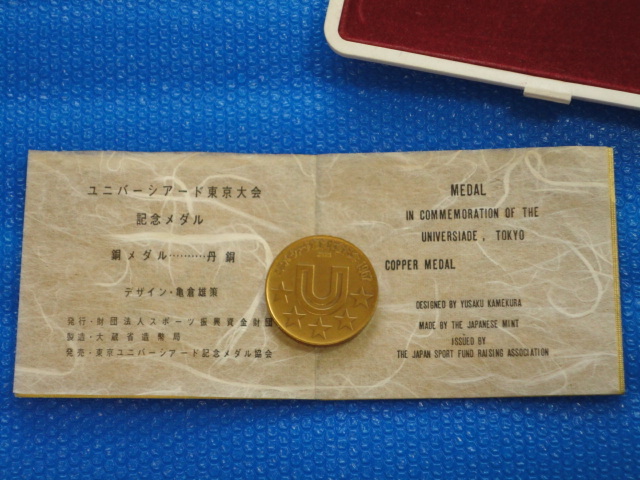 ユニバーシアード東京大会
記念メダル
銅メダル‥‥‥‥‥丹銅
デザイン・亀倉雄策
発行・財団法人スポーツ振興資金財団
製造・大蔵省造幣局
発売・東京ユニバーシアード記念メダル協会
U
MEDAL
IN COMMEMORATION OF THE
UNIVERSIADE, TOKYO
COPPER MEDAL
DESIGNED BY YUSAKU KAMEKURA
MADE BY THE JAPANESE MINT
ISSUED BY
THE JAPAN SPORT FUND RAISING ASSOCIATION